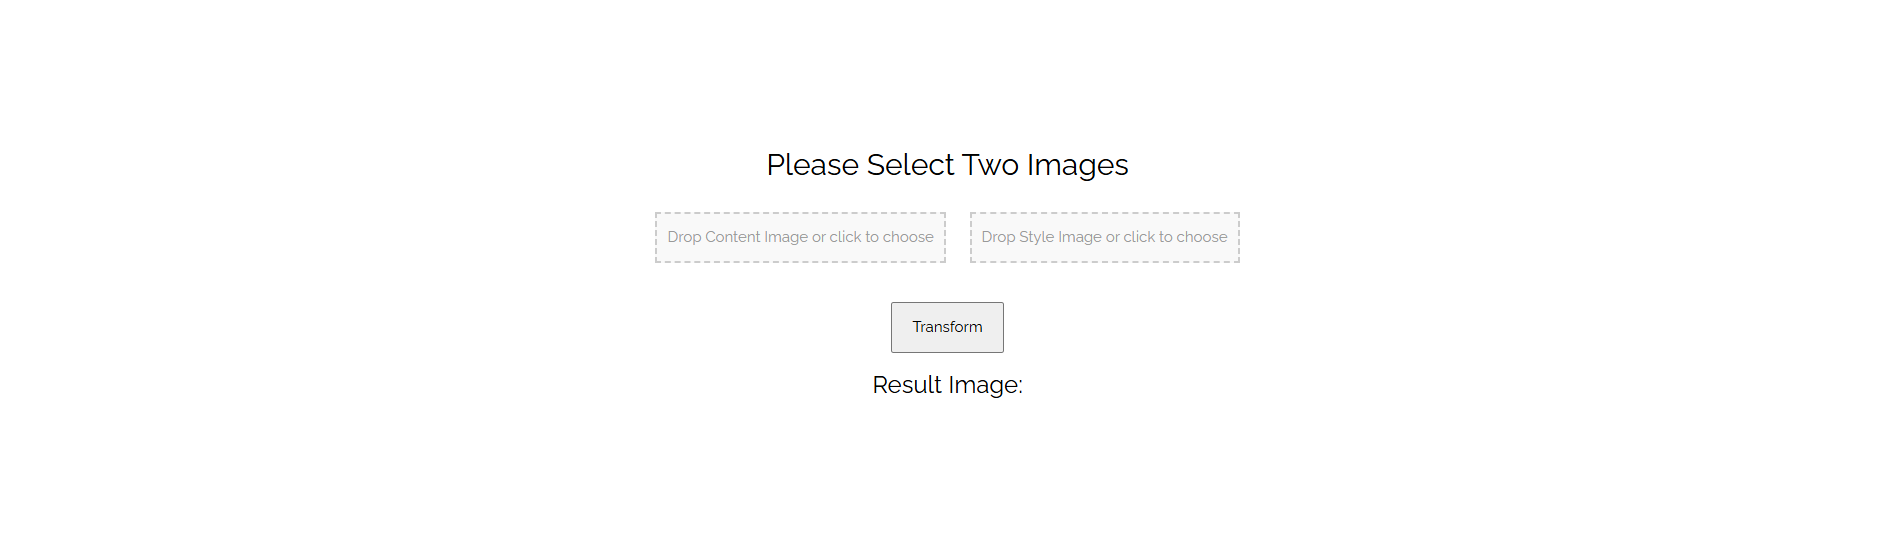 Please Select Two Images
Drop Content Image or click to choose
Drop Style Image or click to choose
Transform
Result Image: